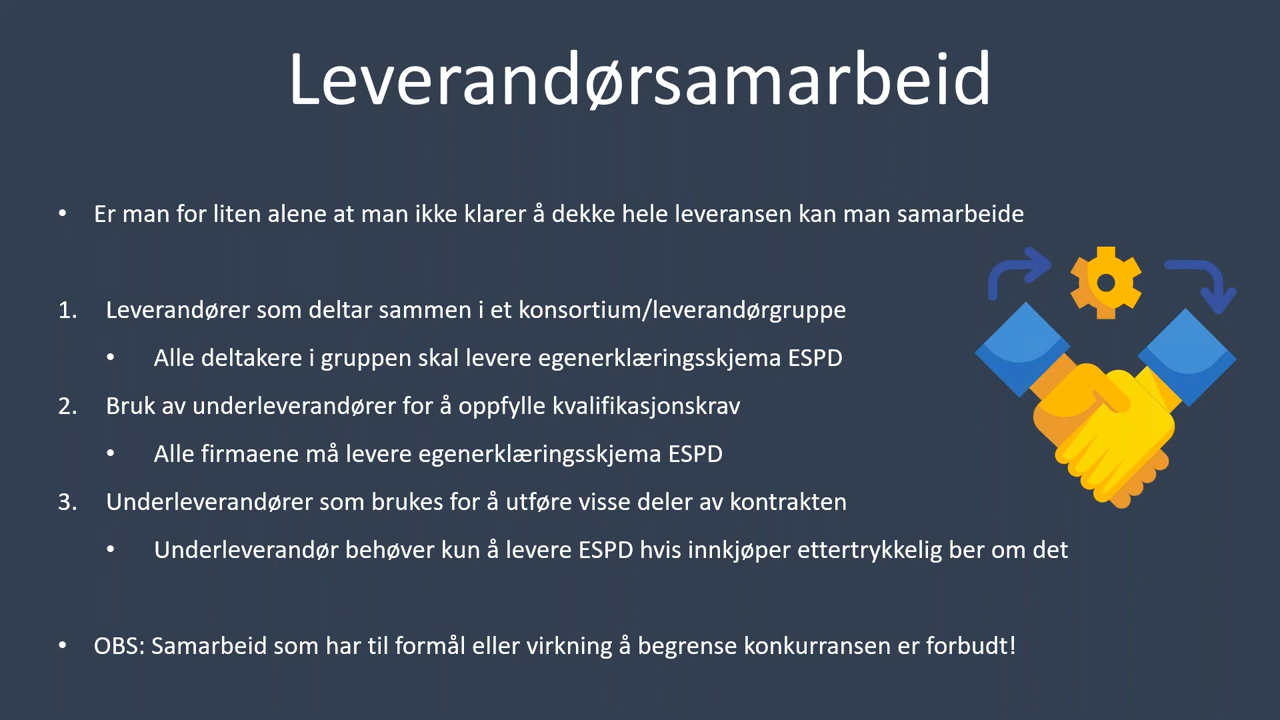 Leverandørsamarbeid
• Er man for liten alene at man ikke klarer å dekke hele leveransen kan man samarbeide
1. Leverandører som deltar sammen i et konsortium/leverandørgruppe
• Alle deltakere i gruppen skal levere egenerklæringsskjema ESPD
2. Bruk av underleverandører for å oppfylle kvalifikasjonskrav
• Alle firmaene må levere egenerklæringsskjema ESPD
3. Underleverandører som brukes for å utføre visse deler av kontrakten
• Underleverandør behøver kun å levere ESPD hvis innkjøper ettertrykkelig ber om det
• OBS: Samarbeid som har til formål eller virkning å begrense konkurransen er forbudt!